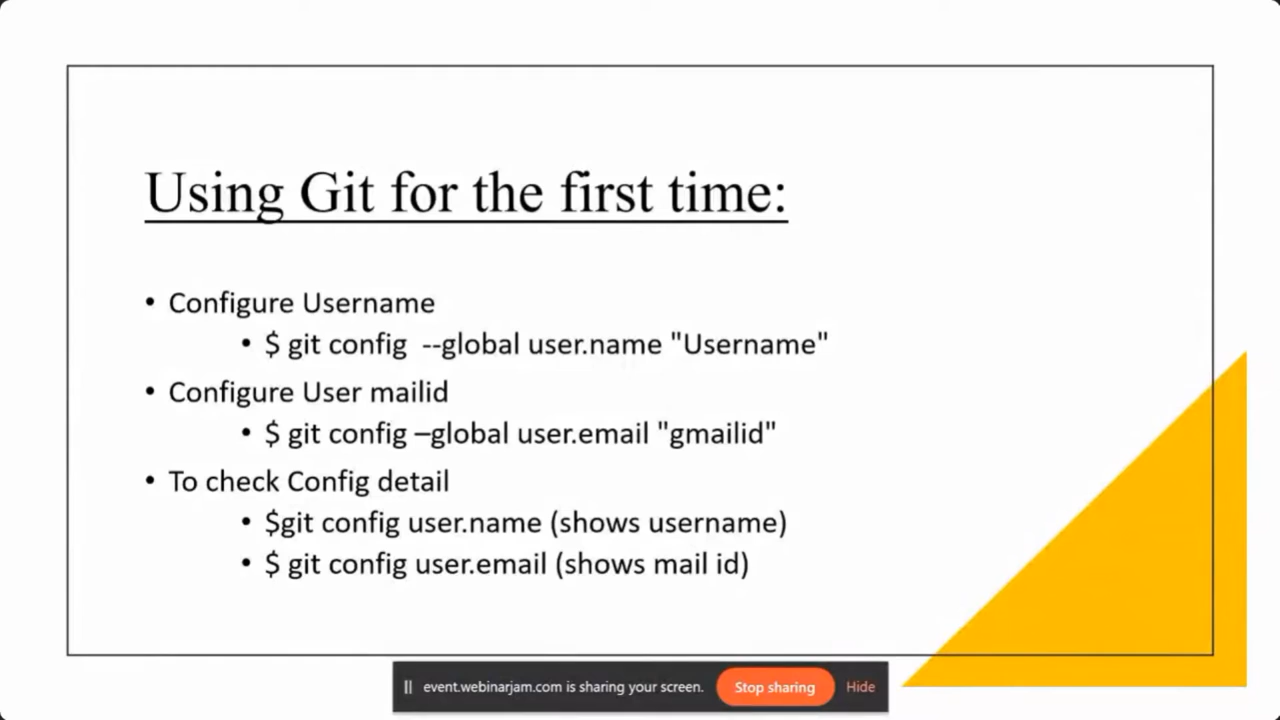 Using Git for the first time:
• Configure Username
• $ git config  --global user.name "Username"
• Configure User mailid
• $ git config –global user.email "gmailid"
• To check Config detail
• $git config user.name (shows username)
• $ git config user.email (shows mail id)
event.webinarjam.com is sharing your screen. Stop sharing Hide